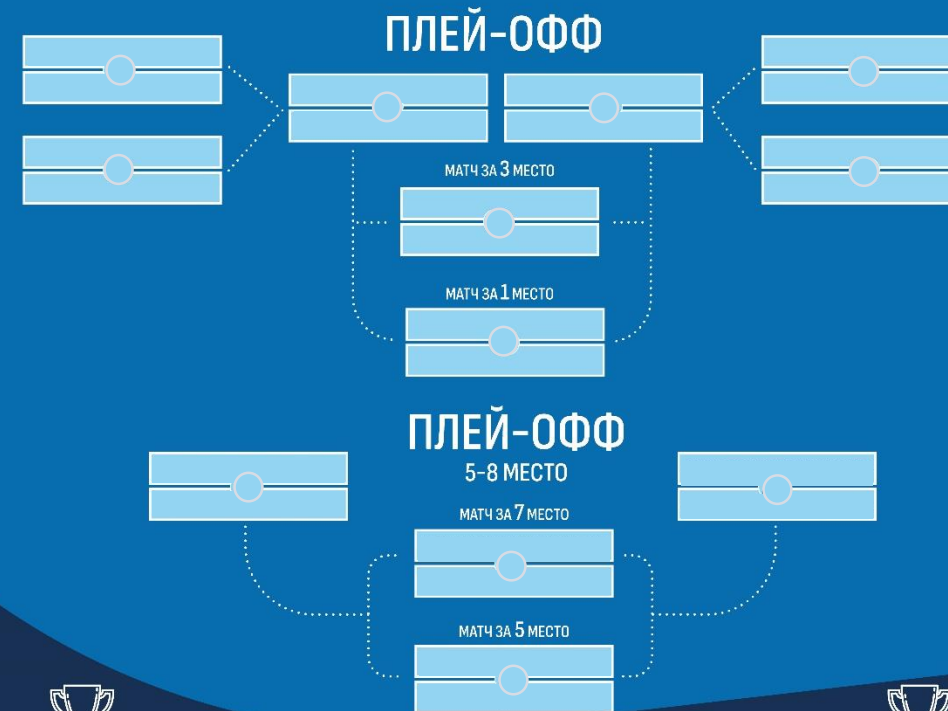 ПЛЕЙ-ОФФ
МАТЧ ЗА 3 МЕСТО
МАТЧ ЗА 1 МЕСТО
ПЛЕЙ-ОФФ
5-8 МЕСТО
МАТЧ ЗА 7 МЕСТО
МАТЧ ЗА 5 МЕСТО